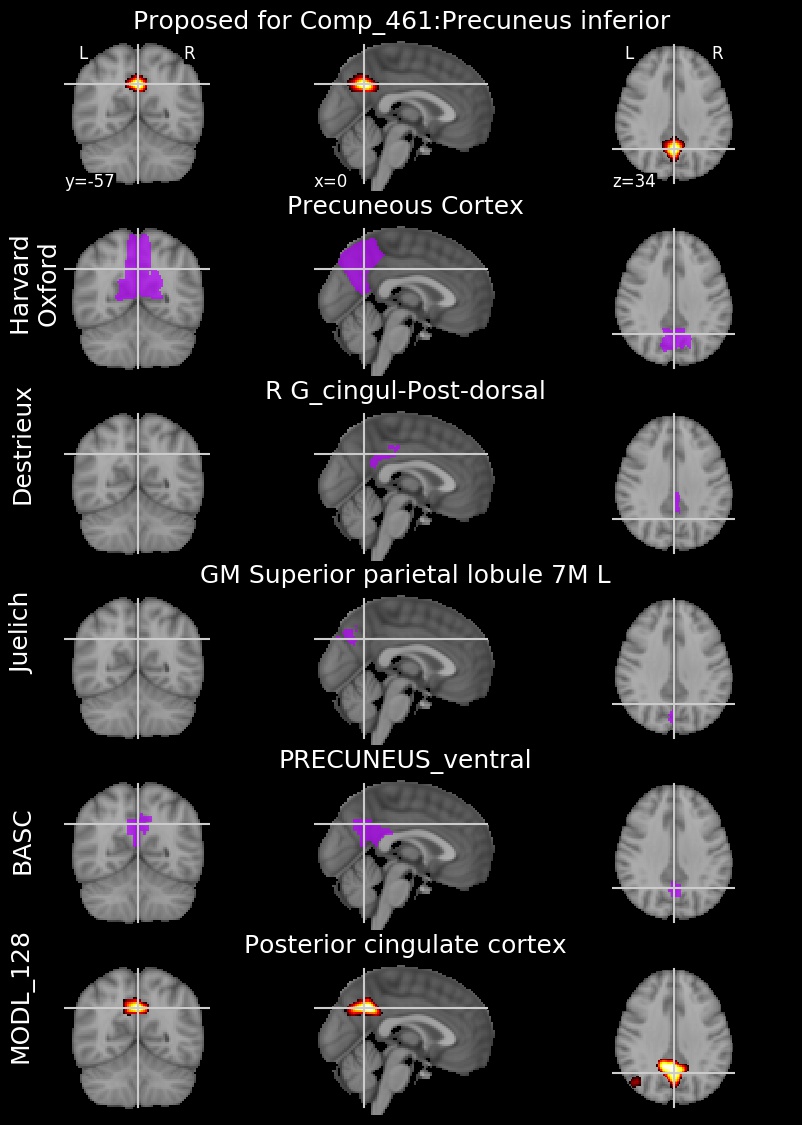 Proposed for Comp_461:Precuneus inferior
L R L R
y=-57 x=0 z=34
Precuneous Cortex
Harvard
Oxford
R G_cingul-Post-dorsal
Destrieux
GM Superior parietal lobule 7M L
Juelich
PRECUNEUS_ventral
BASC
Posterior cingulate cortex
MODL_128